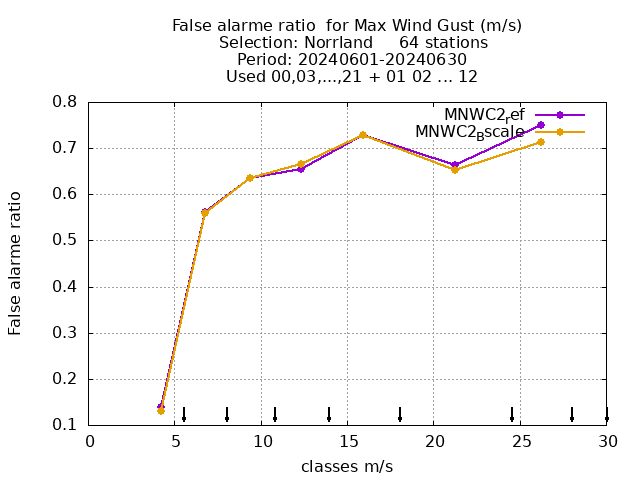 False alarme ratio  for Max Wind Gust (m/s)
Selection: Norrland     64 stations
Period: 20240601-20240630
Used 00,03,...,21 + 01 02 ... 12
MNWC2ref
MNWC2Bscale
False alarme ratio
0.8
0.7
0.6
0.5
0.4
0.3
0.2
0.1
0 5 10 15 20 25 30
classes m/s